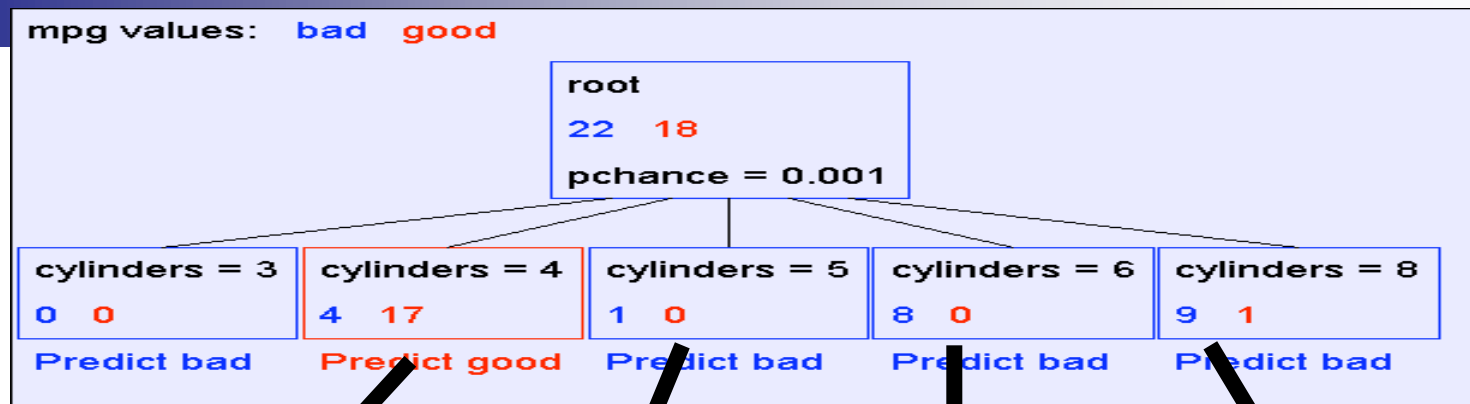 mpg values: bad good
root
22 18
pchance = 0.001
cylinders = 3
0 0
Predict bad
cylinders = 4
4 17
Predict good
cylinders = 5
1 0
Predict bad
cylinders = 6
8 0
Predict bad
cylinders = 8
9 1
Predict bad